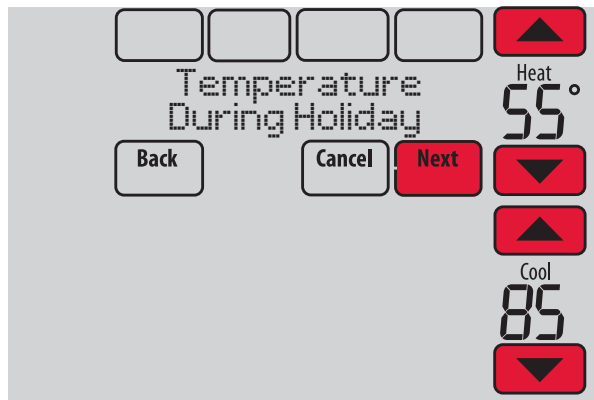 Temperature
During Holiday
Back
Cancel
Next
Heat
55°
Cool
85